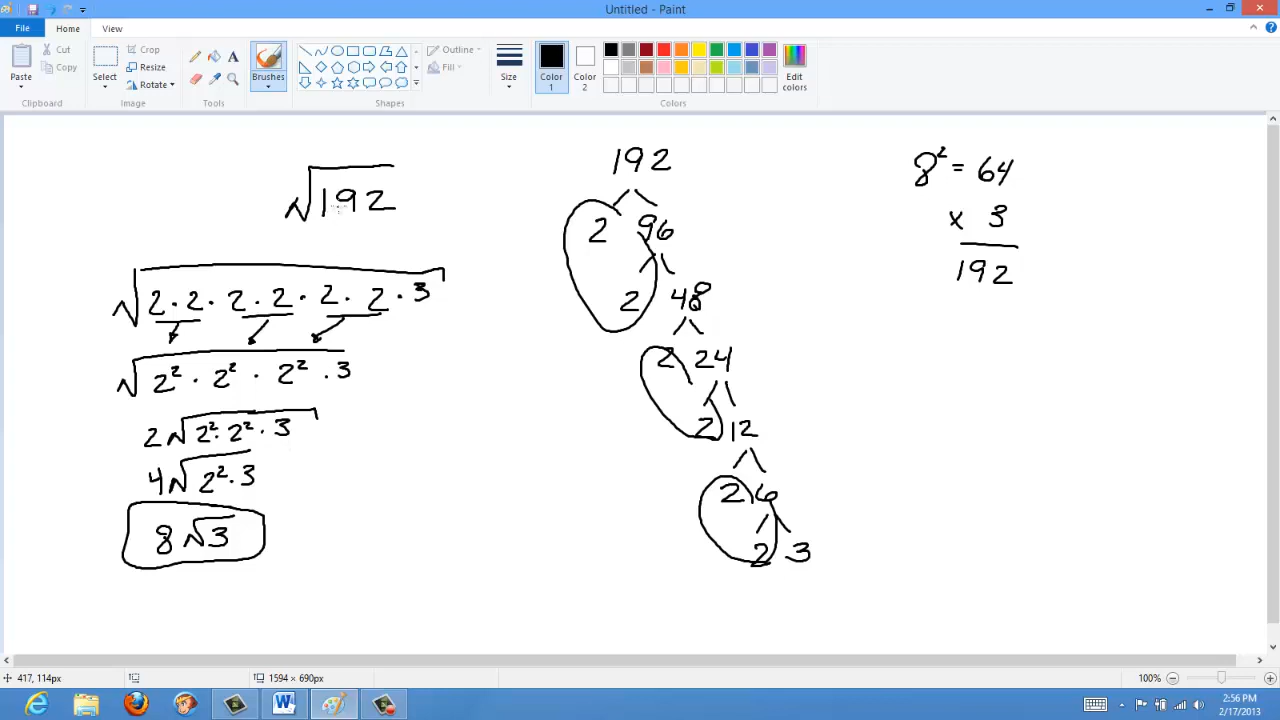 Untitled - Paint
File Home View
Paste Cut Copy Clipboard
Select Crop Resize Rotate Image
Tools
Brushes
Outline Fill Shapes
Size
Color 1 Color 2 Edit colors Colors
√192
√2·2·2·2·2·2·3
√2²·2²·2²·3
2√2²·2²·3
4√2²·3
8√3
192
2 96
2 48
2 24
2 12
2 6
2 3
8² = 64
x 3
192
417, 114px
1594 × 690px
100%
2:56 PM
2/17/2013